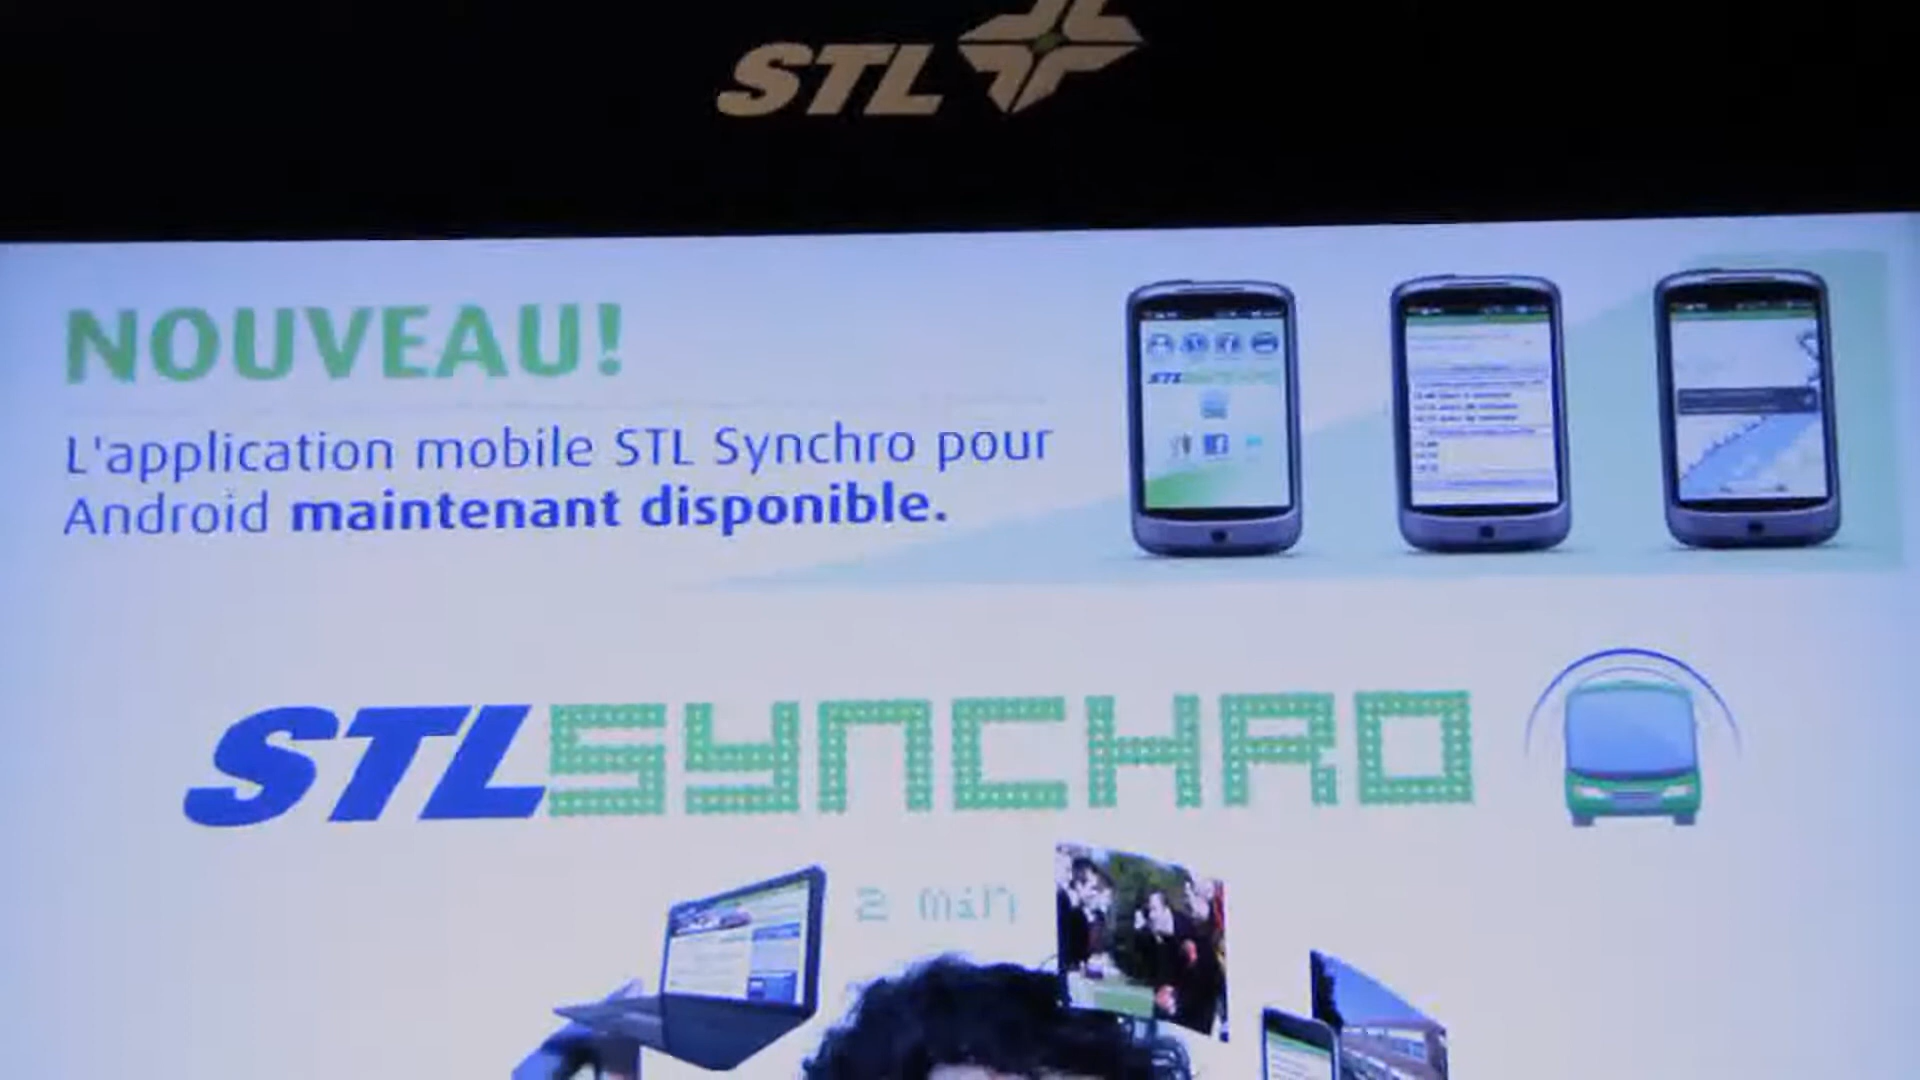 STL
NOUVEAU!
L'application mobile STL Synchro pour
Android maintenant disponible.
STLSYNCHRO
2 min